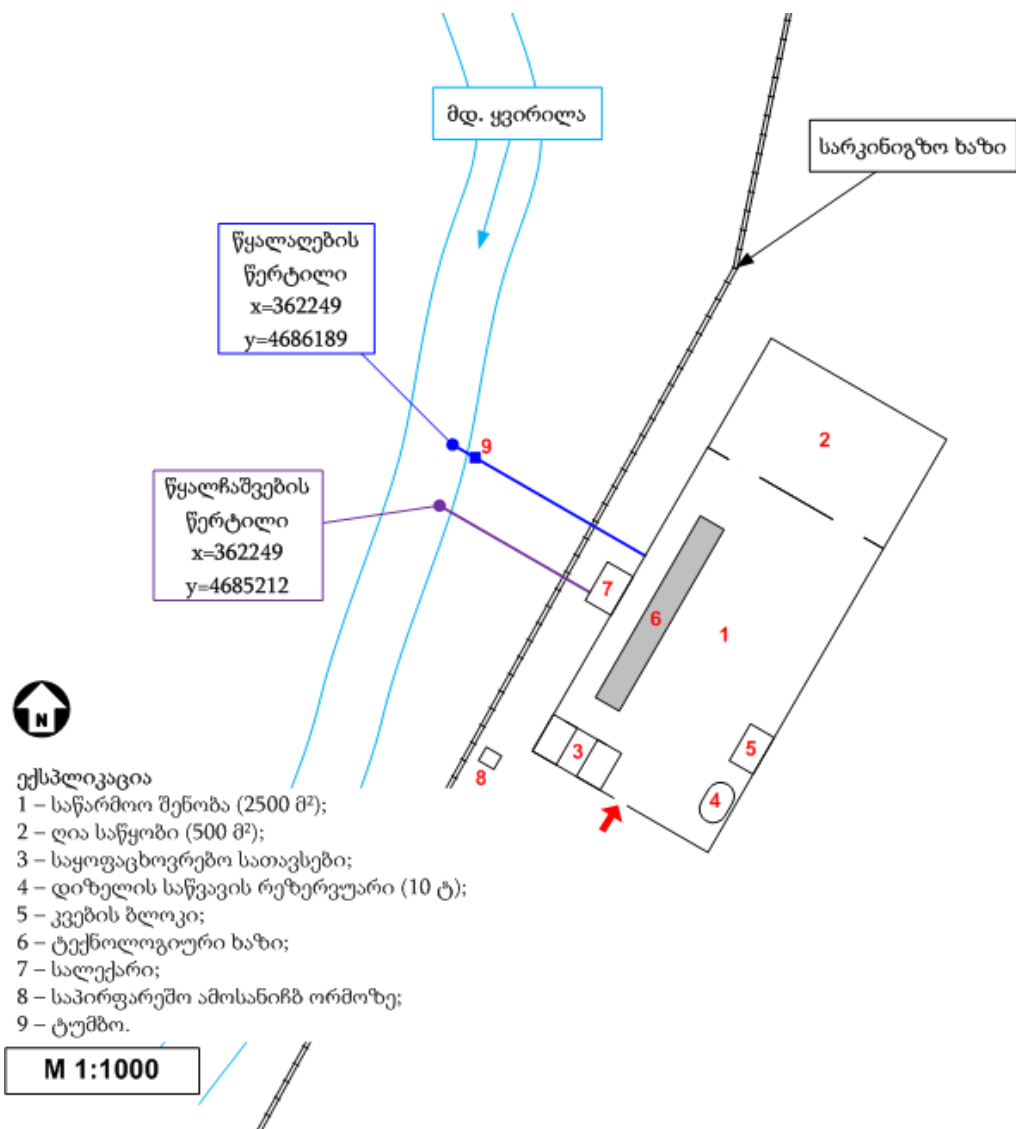 მდ. ყვირილა
სარკინიგზო ხაზი
წყალაღების
წერტილი
x=362249
y=4686189
9
2
წყალჩაშვების
წერტილი
x=362249
y=4685212
7
6
1
N
3
8
5
4
ექსპლიკაცია
1 – საწარმოო შენობა (2500 მ²);
2 – ღია საწყობი (500 მ²);
3 – საყოფაცხოვრებო სათავსები;
4 – დიზელის საწვავის რეზერვუარი (10 ტ);
5 – კვების ბლოკი;
6 – ტექნოლოგიური ხაზი;
7 – სალექარი;
8 – საპირფარეშო ამოსანიჩბ ორმოზე;
9 – ტუმბო.
M 1:1000